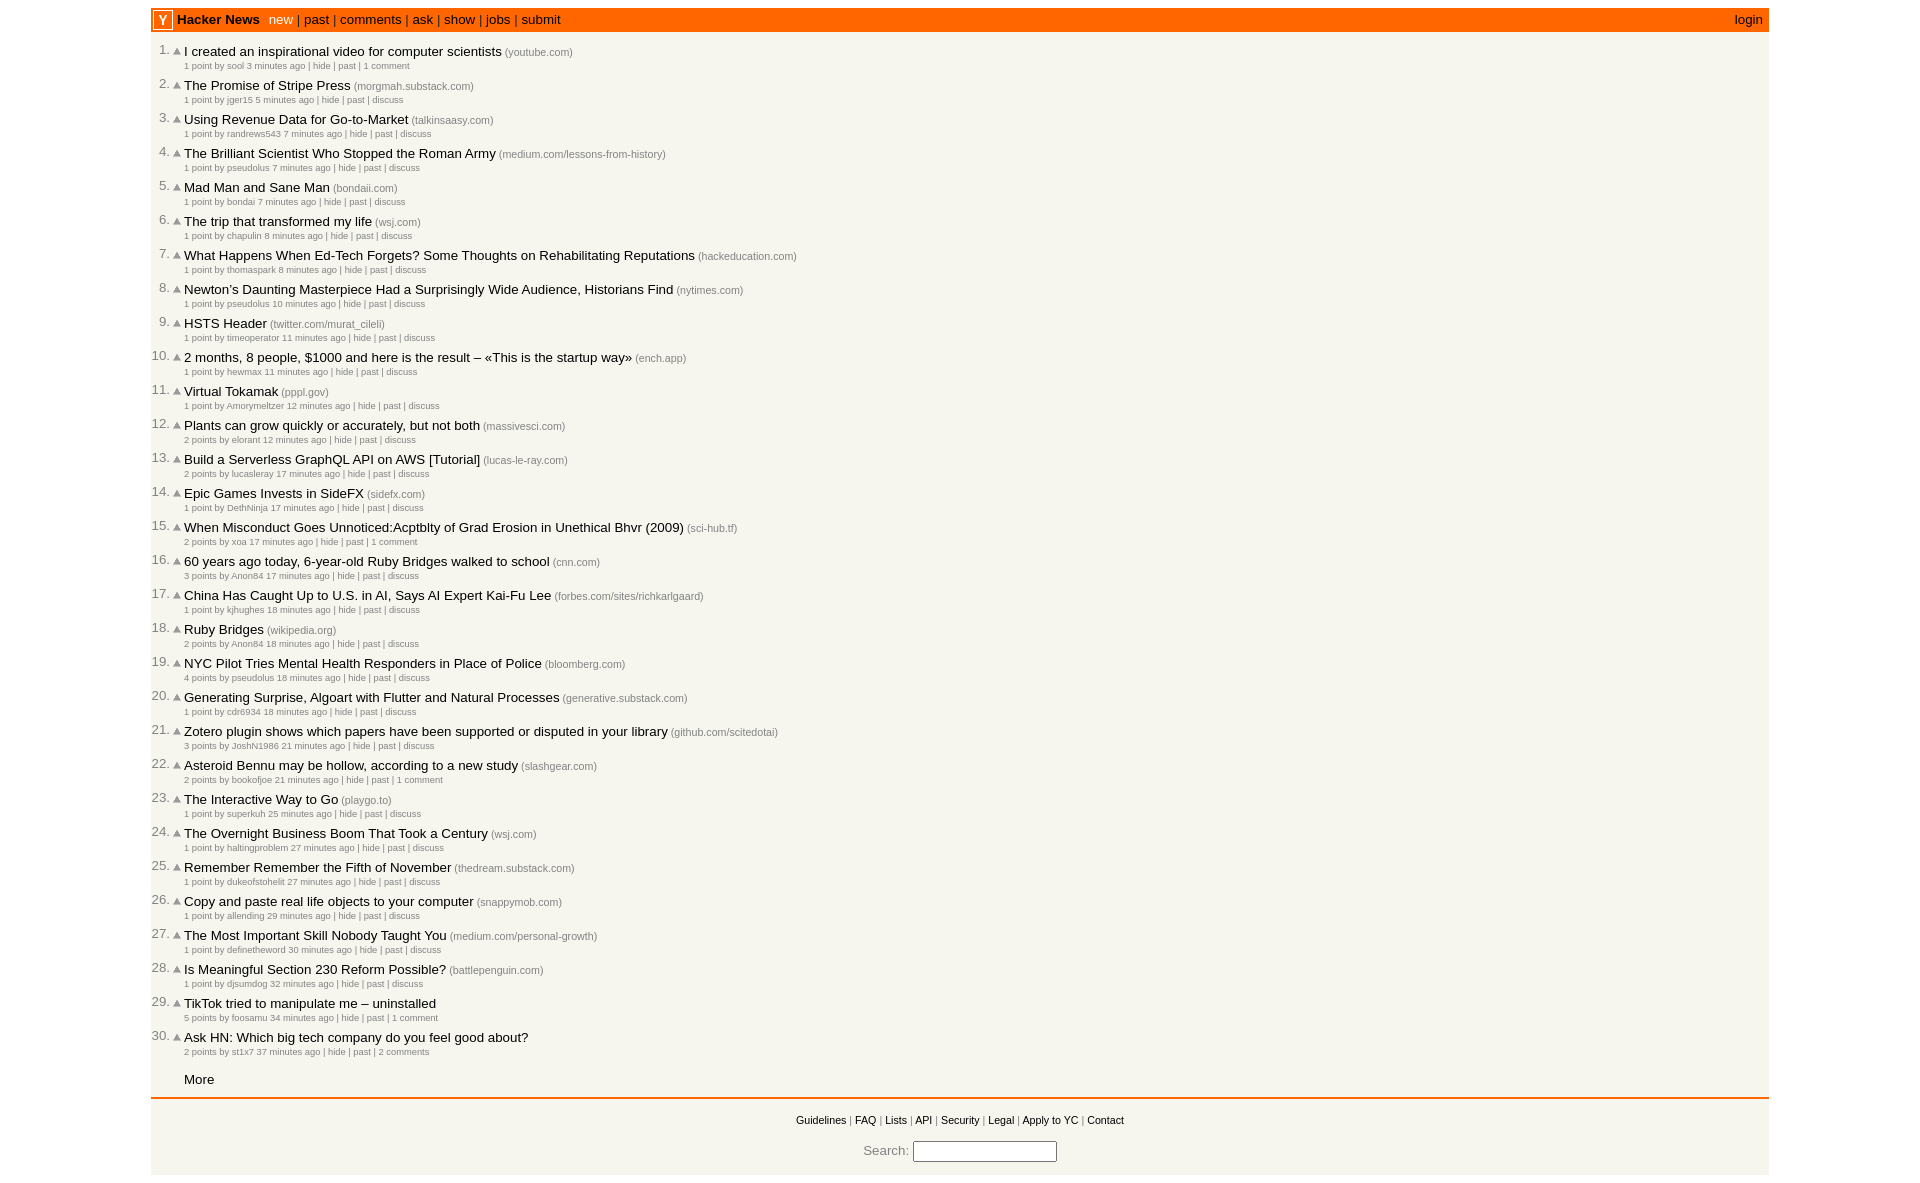 Y Hacker News new | past | comments | ask | show | jobs | submit login
1. I created an inspirational video for computer scientists (youtube.com)
1 point by sool 3 minutes ago | hide | past | 1 comment
2. The Promise of Stripe Press (morgmah.substack.com)
1 point by jger15 5 minutes ago | hide | past | discuss
3. Using Revenue Data for Go-to-Market (talkinsaasy.com)
1 point by randrews543 7 minutes ago | hide | past | discuss
4. The Brilliant Scientist Who Stopped the Roman Army (medium.com/lessons-from-history)
1 point by pseudolus 7 minutes ago | hide | past | discuss
5. Mad Man and Sane Man (bondaii.com)
1 point by bondai 7 minutes ago | hide | past | discuss
6. The trip that transformed my life (wsj.com)
1 point by chapulin 8 minutes ago | hide | past | discuss
7. What Happens When Ed-Tech Forgets? Some Thoughts on Rehabilitating Reputations (hackeducation.com)
1 point by thomaspark 8 minutes ago | hide | past | discuss
8. Newton’s Daunting Masterpiece Had a Surprisingly Wide Audience, Historians Find (nytimes.com)
1 point by pseudolus 10 minutes ago | hide | past | discuss
9. HSTS Header (twitter.com/murat_cileli)
1 point by timeoperator 11 minutes ago | hide | past | discuss
10. 2 months, 8 people, $1000 and here is the result – «This is the startup way» (ench.app)
1 point by hewmax 11 minutes ago | hide | past | discuss
11. Virtual Tokamak (pppl.gov)
1 point by Amorymeltzer 12 minutes ago | hide | past | discuss
12. Plants can grow quickly or accurately, but not both (massivesci.com)
2 points by elorant 12 minutes ago | hide | past | discuss
13. Build a Serverless GraphQL API on AWS [Tutorial] (lucas-le-ray.com)
2 points by lucasleray 17 minutes ago | hide | past | discuss
14. Epic Games Invests in SideFX (sidefx.com)
1 point by DethNinja 17 minutes ago | hide | past | discuss
15. When Misconduct Goes Unnoticed:Acptblty of Grad Erosion in Unethical Bhvr (2009) (sci-hub.tf)
2 points by xoa 17 minutes ago | hide | past | 1 comment
16. 60 years ago today, 6-year-old Ruby Bridges walked to school (cnn.com)
3 points by Anon84 17 minutes ago | hide | past | discuss
17. China Has Caught Up to U.S. in AI, Says AI Expert Kai-Fu Lee (forbes.com/sites/richkarlgaard)
1 point by kjhughes 18 minutes ago | hide | past | discuss
18. Ruby Bridges (wikipedia.org)
2 points by Anon84 18 minutes ago | hide | past | discuss
19. NYC Pilot Tries Mental Health Responders in Place of Police (bloomberg.com)
4 points by pseudolus 18 minutes ago | hide | past | discuss
20. Generating Surprise, Algoart with Flutter and Natural Processes (generative.substack.com)
1 point by cdr6934 18 minutes ago | hide | past | discuss
21. Zotero plugin shows which papers have been supported or disputed in your library (github.com/scitedotai)
3 points by JoshN1986 21 minutes ago | hide | past | discuss
22. Asteroid Bennu may be hollow, according to a new study (slashgear.com)
2 points by bookofjoe 21 minutes ago | hide | past | 1 comment
23. The Interactive Way to Go (playgo.to)
1 point by superkuh 25 minutes ago | hide | past | discuss
24. The Overnight Business Boom That Took a Century (wsj.com)
1 point by haltingproblem 27 minutes ago | hide | past | discuss
25. Remember Remember the Fifth of November (thedream.substack.com)
1 point by dukeofstohelit 27 minutes ago | hide | past | discuss
26. Copy and paste real life objects to your computer (snappymob.com)
1 point by allending 29 minutes ago | hide | past | discuss
27. The Most Important Skill Nobody Taught You (medium.com/personal-growth)
1 point by definetheword 30 minutes ago | hide | past | discuss
28. Is Meaningful Section 230 Reform Possible? (battlepenguin.com)
1 point by djsumdog 32 minutes ago | hide | past | discuss
29. TikTok tried to manipulate me – uninstalled
5 points by foosamu 34 minutes ago | hide | past | 1 comment
30. Ask HN: Which big tech company do you feel good about?
2 points by st1x7 37 minutes ago | hide | past | 2 comments
More
Guidelines | FAQ | Lists | API | Security | Legal | Apply to YC | Contact
Search: